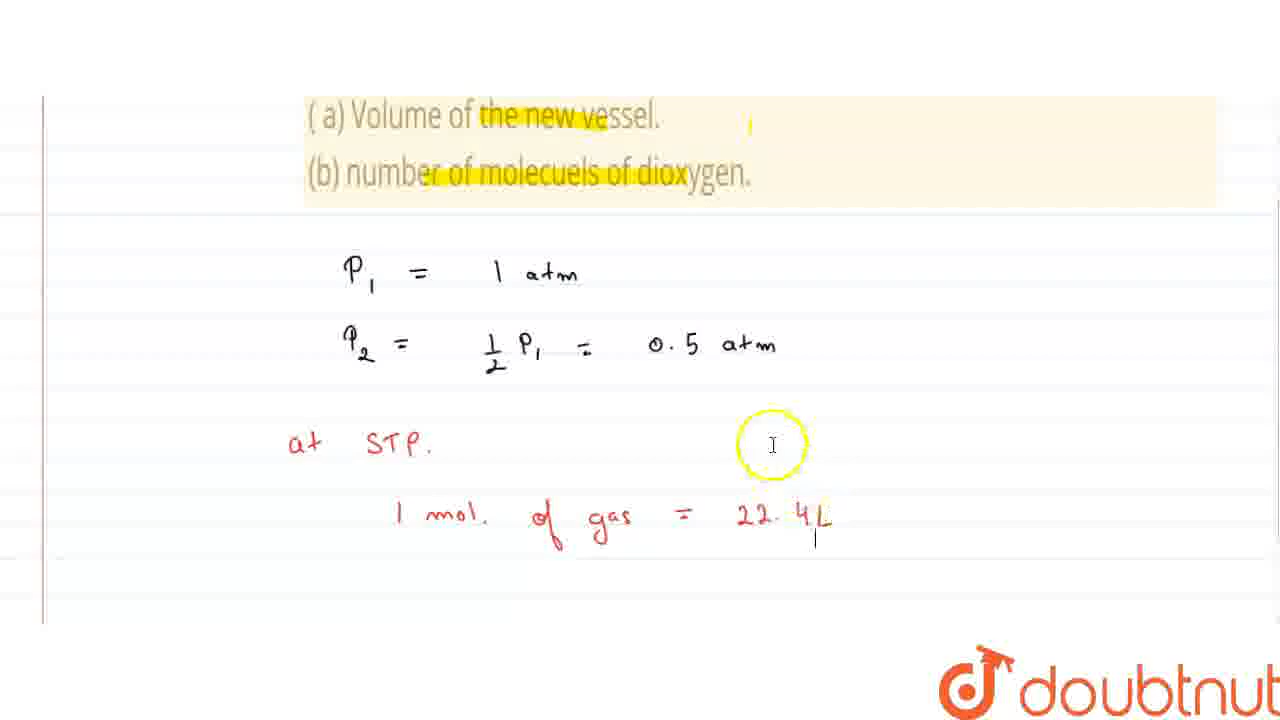 ( a) Volume of the new vessel.
(b) number of molecuels of dioxygen.
P₁ = 1 atm
P₂ = 1/2 P₁ = 0.5 atm
at STP.
1 mol. of gas = 22.4L
doubtnut